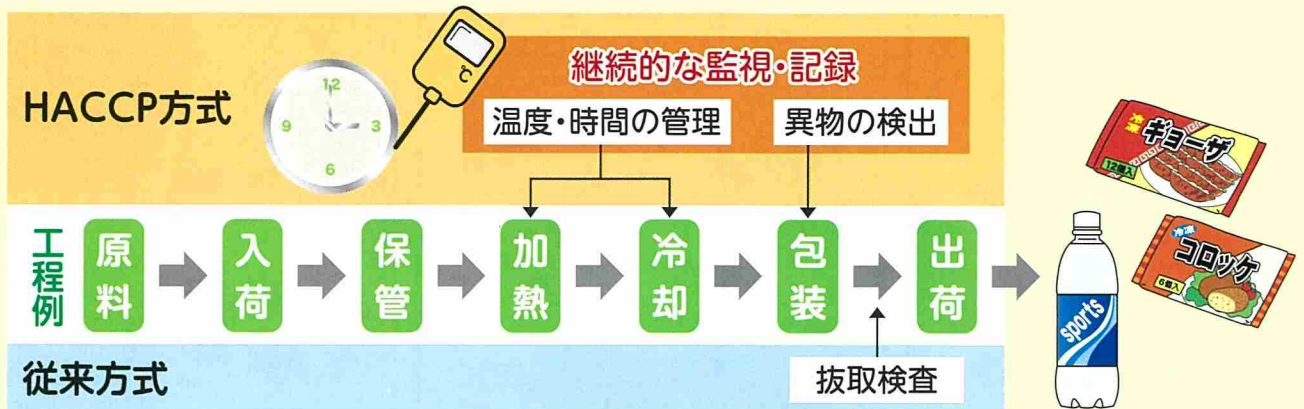 継続的な監視・記録
HACCP方式
温度・時間の管理
異物の検出
12
3
6
9
℃
工程例
原料
入荷
保管
加熱
冷却
包装
出荷
従来方式
抜取検査
冷凍
ギョーザ
12個入
冷凍
コロッケ
6個入
sports